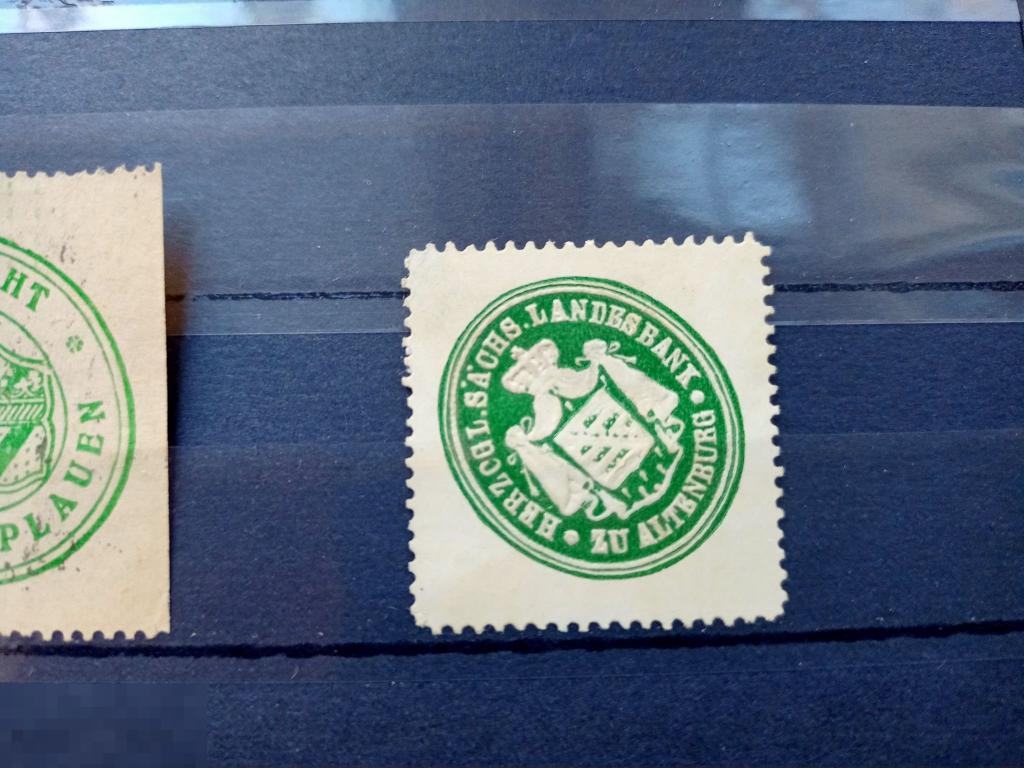 HT *
PLAUEN
HERZOGL. SÄCHS. LANDESBANK
• ZU ALTENBURG •